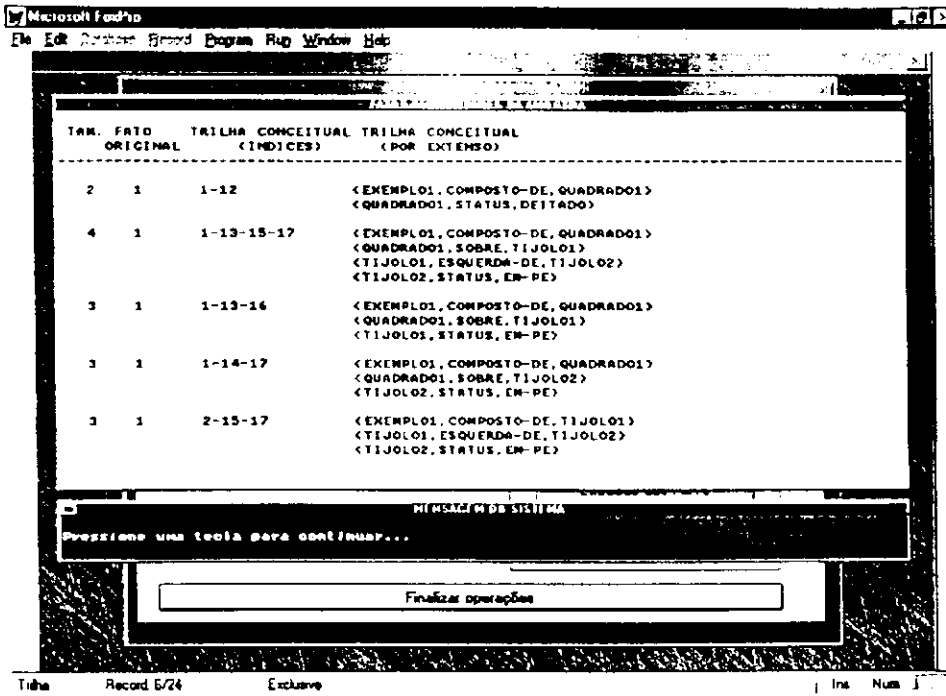 Microsoft FoxPro
File Edit Database Record Program Run Window Help
TAM. FATO TRILHA CONCEITUAL TRILHA CONCEITUAL
ORIGINAL (INDICES) (POR EXTENSO)
2 1 1-12 <EXEMPLO1,COMPOSTO-DE,QUADRADO1>
<QUADRADO1,STATUS,DEITADO>
4 1 1-13-15-17 <EXEMPLO1,COMPOSTO-DE,QUADRADO1>
<QUADRADO1,SOBRE,TIJOLO1>
<TIJOLO1,ESQUERDA-DE,TIJOLO2>
<TIJOLO2,STATUS,EM-PE>
3 1 1-13-16 <EXEMPLO1,COMPOSTO-DE,QUADRADO1>
<QUADRADO1,SOBRE,TIJOLO1>
<TIJOLO1,STATUS,EM-PE>
3 1 1-14-17 <EXEMPLO1,COMPOSTO-DE,QUADRADO1>
<QUADRADO1,SOBRE,TIJOLO2>
<TIJOLO2,STATUS,EM-PE>
3 1 2-15-17 <EXEMPLO1,COMPOSTO-DE,TIJOLO1>
<TIJOLO1,ESQUERDA-DE,TIJOLO2>
<TIJOLO2,STATUS,EM-PE>
MENSAGEM DO SISTEMA
Pressione uma tecla para continuar...
Finalizar operações
Trilha Record 6/24 Exclusive Ins Num